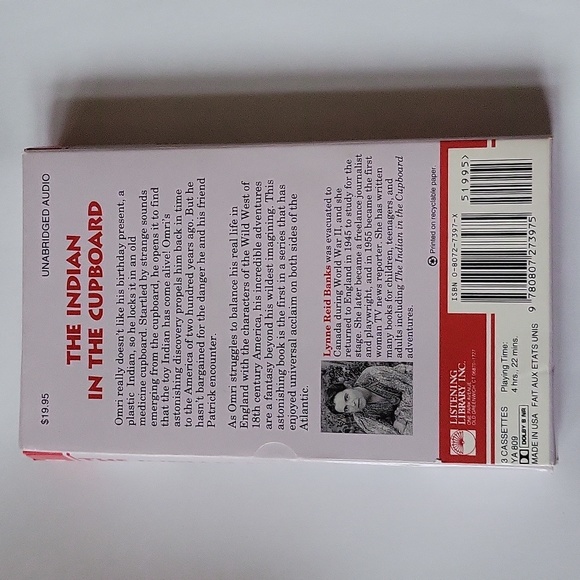 $19.95
UNABRIDGED AUDIO
THE INDIAN
IN THE CUPBOARD
Omri really doesn't like his birthday present, a
plastic Indian, so he locks it in an old
medicine cupboard. Startled by strange sounds
emerging from the cupboard, he opens it to find
that the toy Indian has come alive! Omri's
astonishing discovery propels him back in time
to the America of two hundred years ago. But he
hasn't bargained for the danger he and his friend
Patrick encounter.
As Omri struggles to balance his real life in
England with the characters of the Wild West of
18th century America, his incredible adventures
are a fantasy beyond his wildest imagining. This
astonishing book is the first in a series that has
enjoyed universal acclaim on both sides of the
Atlantic.
Lynne Reid Banks was evacuated to
Canada during World War II, and she
returned to England in 1945 to study for the
stage. She later became a freelance journalist
and playwright, and in 1955 became the first
woman TV news reporter. She has written
many books for children, teenagers, and
adults including The Indian in the Cupboard
adventures.
Printed on recyclable paper
LISTENING
LIBRARY INC.
ONE PARK AVENUE
OLD GREENWICH, CT
3 CASSETTES
YA 809
DOLBY B NR
MADE IN USA / FAIT AUX ETATS UNIS
Playing Time:
4 hrs., 22 mins.
ISBN 0-8072-7397-X
51995>
9 780807 273975